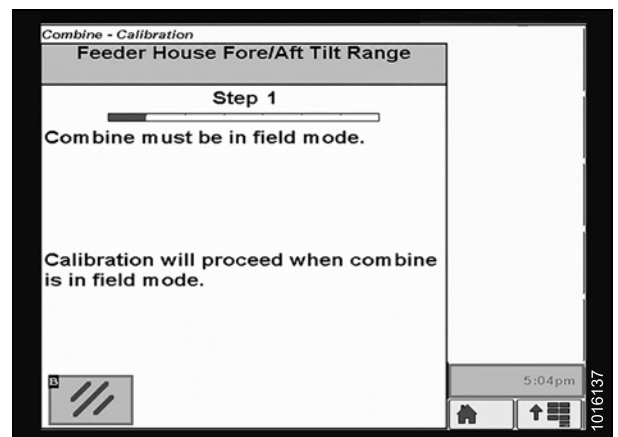 Combine - Calibration
Feeder House Fore/Aft Tilt Range
Step 1
Combine must be in field mode.
Calibration will proceed when combine
is in field mode.
B
5:04pm
1016137